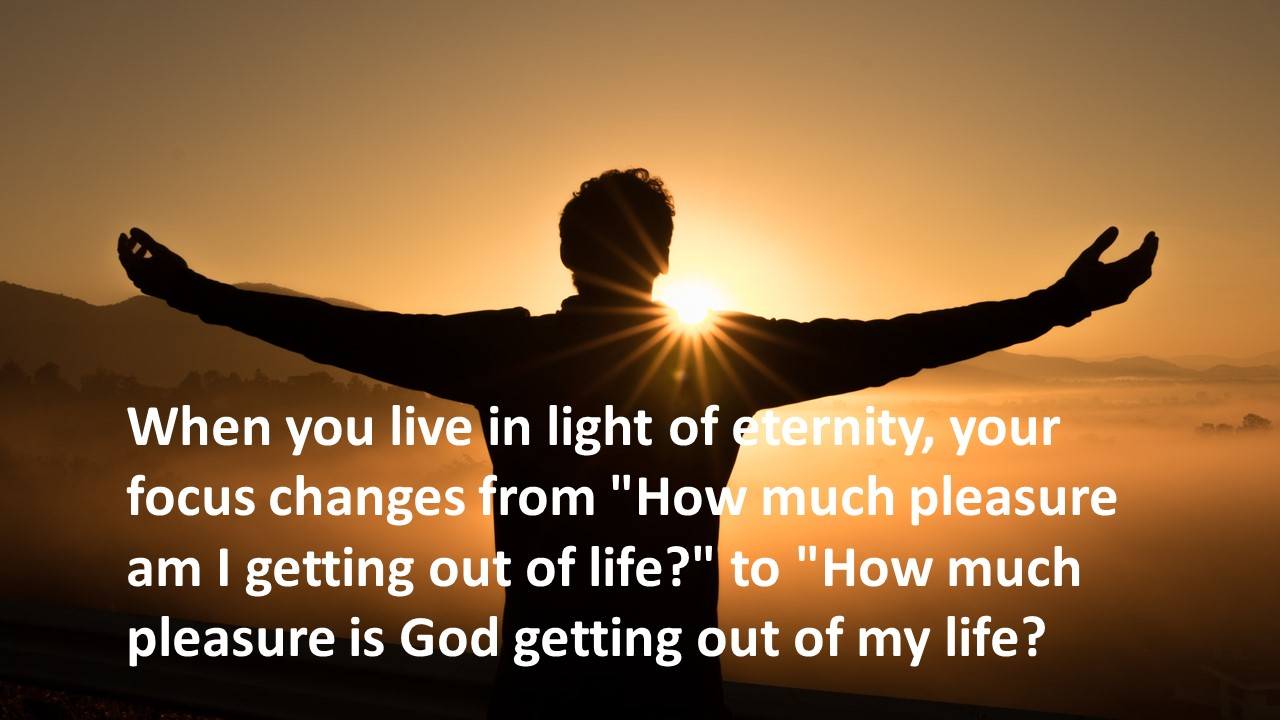 When you live in light of eternity, your
focus changes from "How much pleasure
am I getting out of life?" to "How much
pleasure is God getting out of my life?